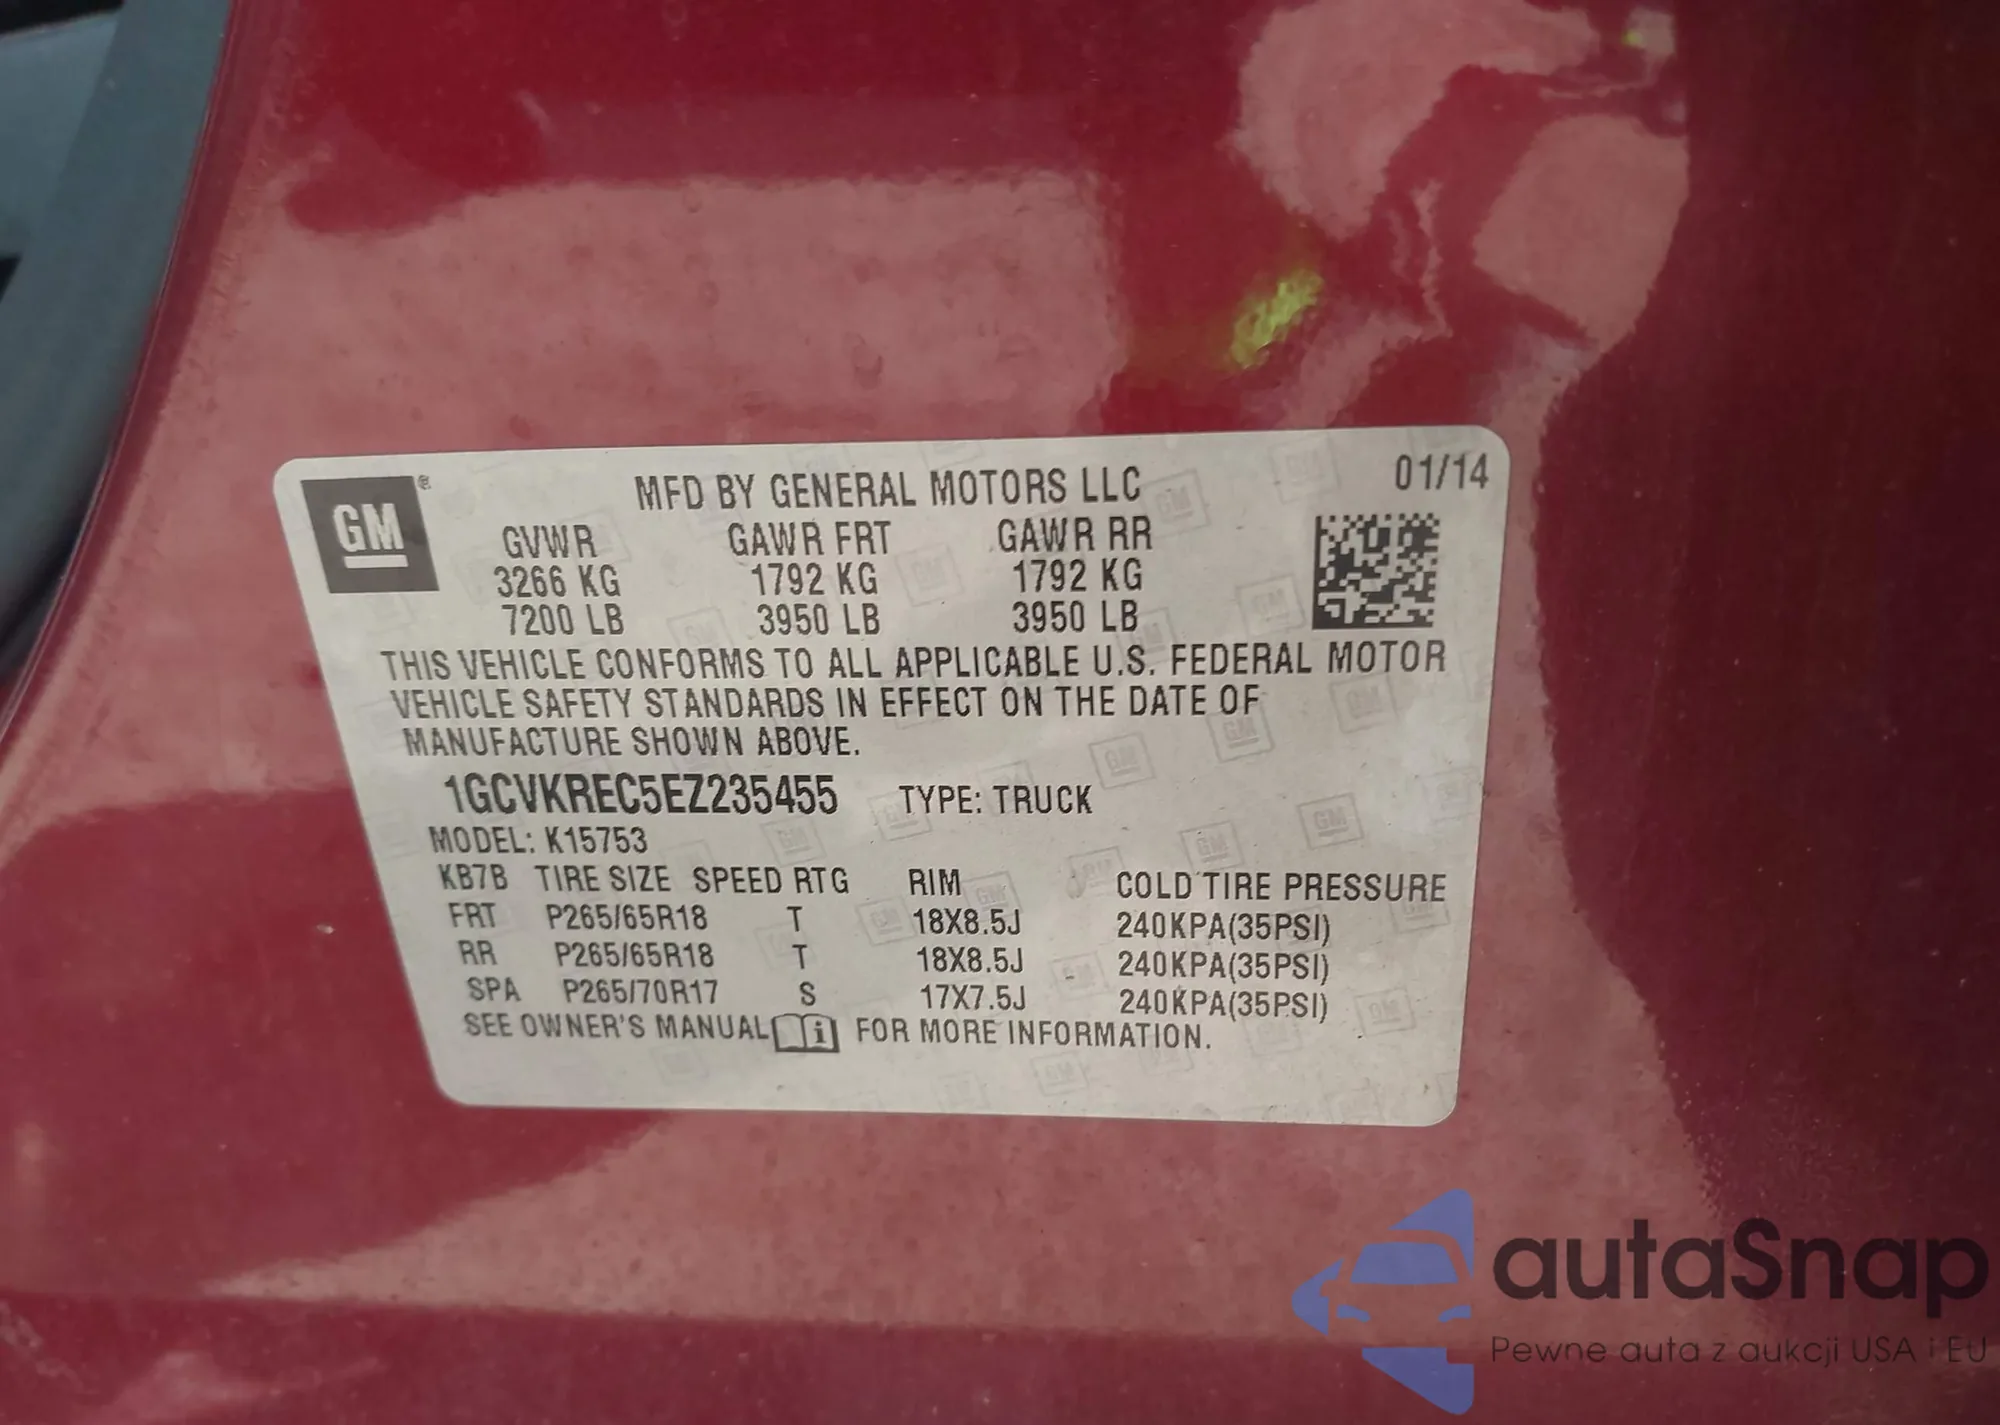 GM®
MFD BY GENERAL MOTORS LLC 01/14
GVWR GAWR FRT GAWR RR
3266 KG 1792 KG 1792 KG
7200 LB 3950 LB 3950 LB
THIS VEHICLE CONFORMS TO ALL APPLICABLE U.S. FEDERAL MOTOR
VEHICLE SAFETY STANDARDS IN EFFECT ON THE DATE OF
MANUFACTURE SHOWN ABOVE.
1GCVKREC5EZ235455 TYPE: TRUCK
MODEL: K15753
KB7B TIRE SIZE SPEED RTG RIM COLD TIRE PRESSURE
FRT P265/65R18 T 18X8.5J 240KPA(35PSI)
RR P265/65R18 T 18X8.5J 240KPA(35PSI)
SPA P265/70R17 S 17X7.5J 240KPA(35PSI)
SEE OWNER'S MANUAL i FOR MORE INFORMATION.
autaSnap
Pewne auta z aukcji USA i EU